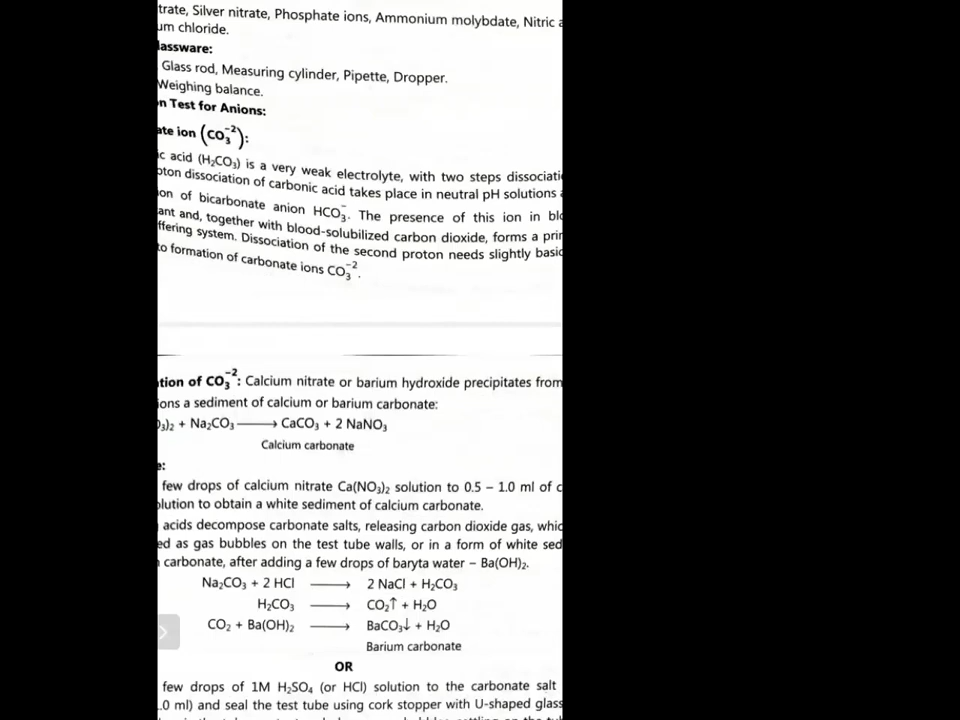 trate, Silver nitrate, Phosphate ions, Ammonium molybdate, Nitric a
um chloride.
lassware:
Glass rod, Measuring cylinder, Pipette, Dropper.
Weighing balance.
n Test for Anions:
ate ion (CO₃⁻²):
ic acid (H₂CO₃) is a very weak electrolyte, with two steps dissociati
oton dissociation of carbonic acid takes place in neutral pH solutions a
ion of bicarbonate anion HCO₃⁻. The presence of this ion in blo
ant and, together with blood-solubilized carbon dioxide, forms a prin
ffering system. Dissociation of the second proton needs slightly basic
to formation of carbonate ions CO₃⁻².
tion of CO₃⁻²: Calcium nitrate or barium hydroxide precipitates from
ions a sediment of calcium or barium carbonate:
O₃)₂ + Na₂CO₃ ⟶ CaCO₃ + 2 NaNO₃
Calcium carbonate
e:
few drops of calcium nitrate Ca(NO₃)₂ solution to 0.5 – 1.0 ml of c
olution to obtain a white sediment of calcium carbonate.
acids decompose carbonate salts, releasing carbon dioxide gas, whic
ed as gas bubbles on the test tube walls, or in a form of white sed
carbonate, after adding a few drops of baryta water – Ba(OH)₂.
Na₂CO₃ + 2 HCl ⟶ 2 NaCl + H₂CO₃
H₂CO₃ ⟶ CO₂↑ + H₂O
CO₂ + Ba(OH)₂ ⟶ BaCO₃↓ + H₂O
Barium carbonate
OR
few drops of 1M H₂SO₄ (or HCl) solution to the carbonate salt
.0 ml) and seal the test tube using cork stopper with U-shaped glass